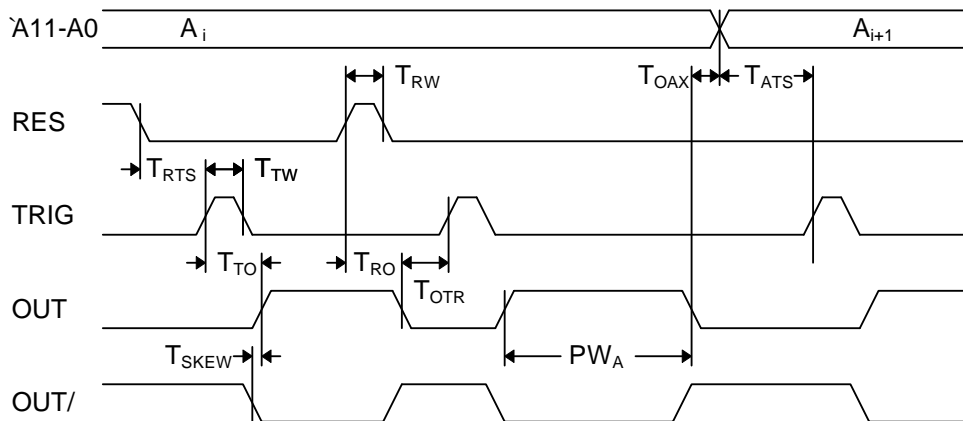 `A11-A0 A i A i+1
T RW T OAX T ATS
RES
T RTS T TW
TRIG
T TO T RO T OTR
OUT
T SKEW PW A
OUT/